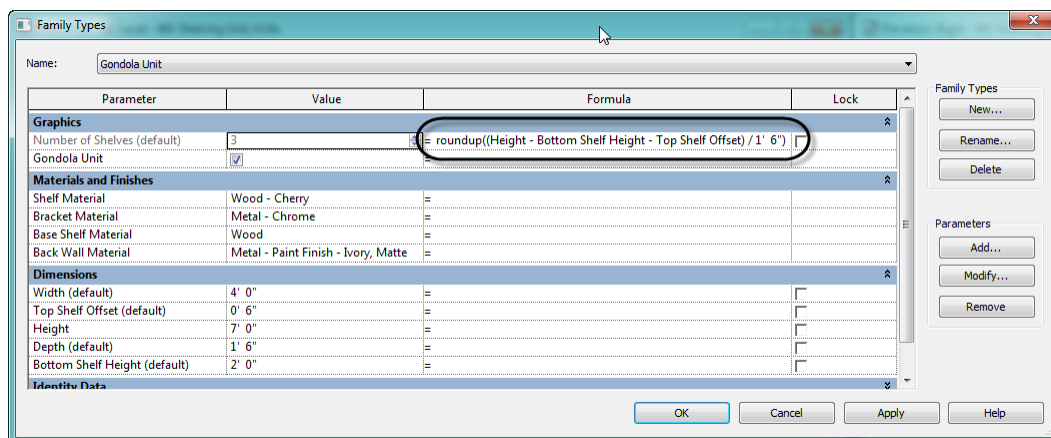 Family Types
Name: Gondola Unit
Parameter Value Formula Lock
Graphics
Number of Shelves (default) 3 = roundup((Height - Bottom Shelf Height - Top Shelf Offset) / 1' 6")
Gondola Unit =
Materials and Finishes
Shelf Material Wood - Cherry =
Bracket Material Metal - Chrome =
Base Shelf Material Wood =
Back Wall Material Metal - Paint Finish - Ivory, Matte =
Dimensions
Width (default) 4' 0" =
Top Shelf Offset (default) 0' 6" =
Height 7' 0" =
Depth (default) 1' 6" =
Bottom Shelf Height (default) 2' 0" =
Identity Data
Family Types
New...
Rename...
Delete
Parameters
Add...
Modify...
Remove
OK Cancel Apply Help